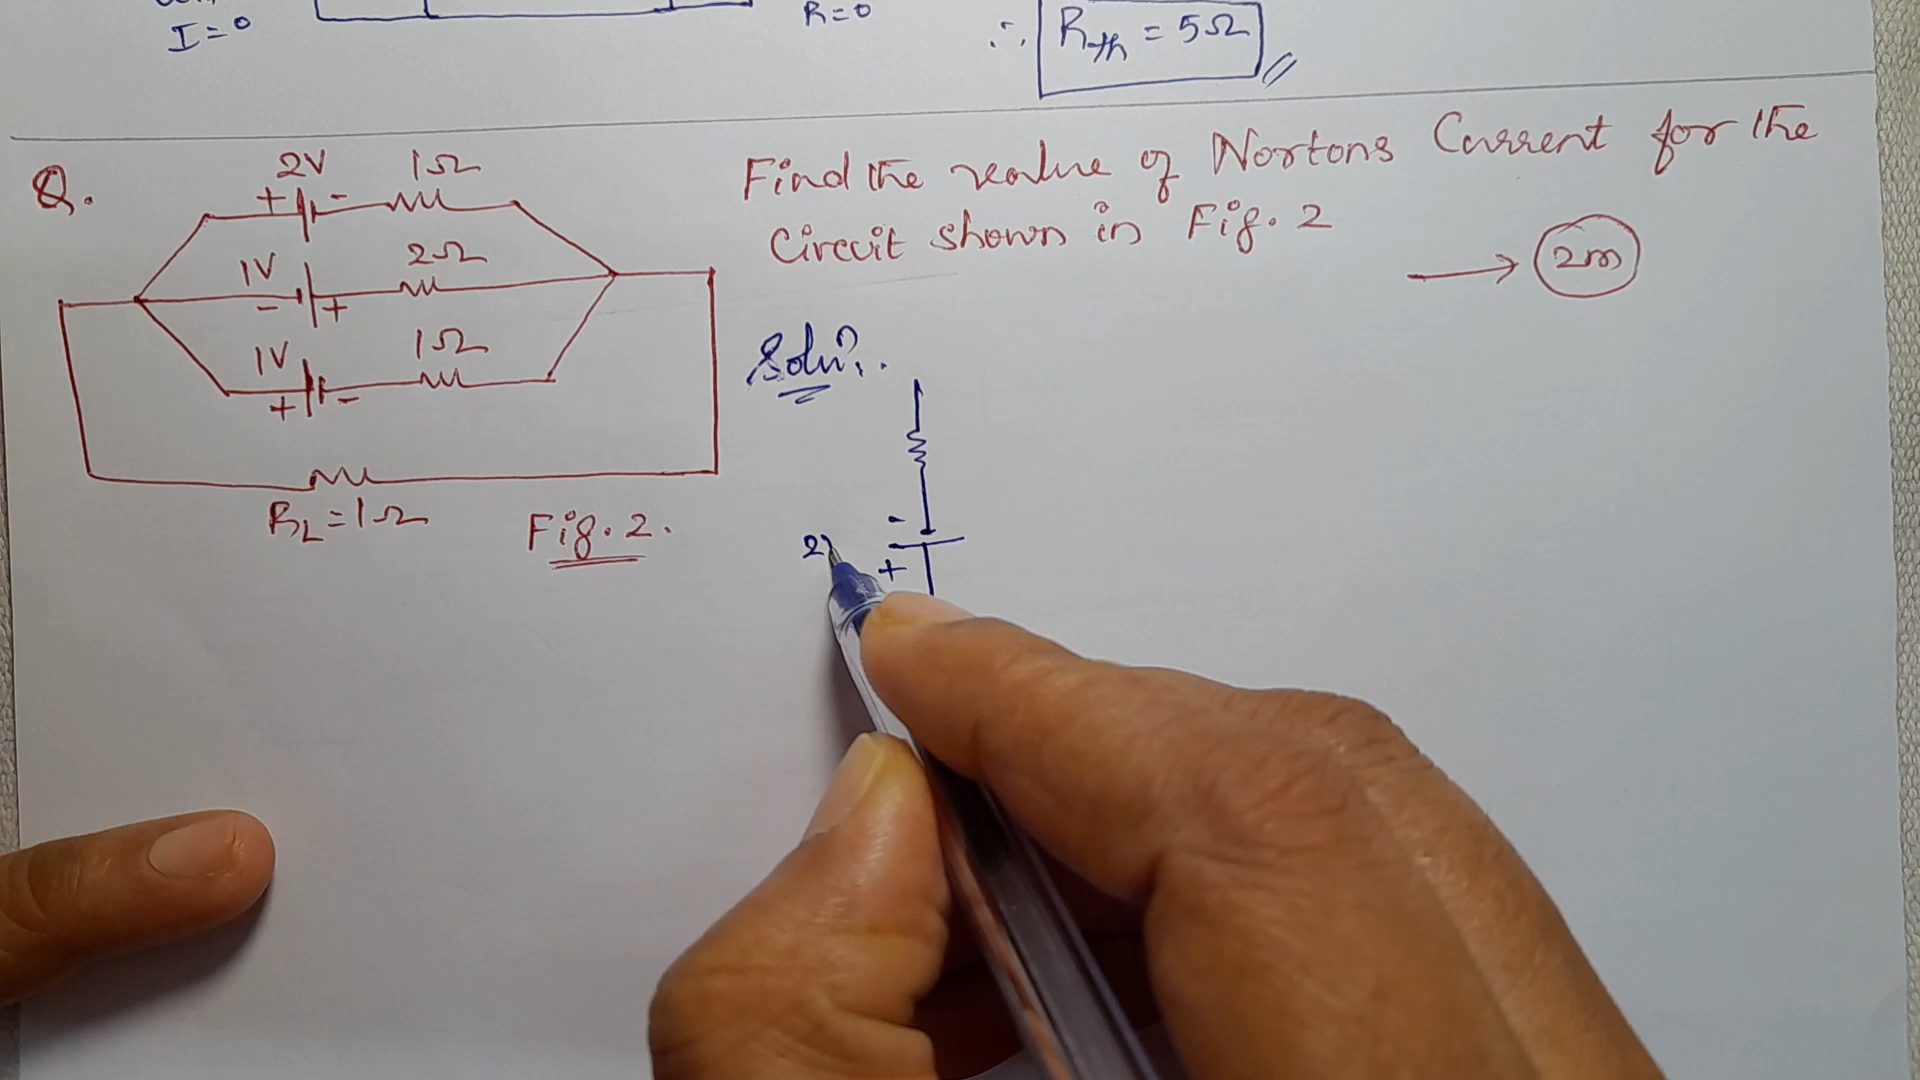 I=0
R=0
∴ Rth = 5Ω
Q.
2V 1Ω
+ -
1V 2Ω
- +
1V 1Ω
+ -
RL=1Ω
Fig.2.
Find the value of Nortons Current for the
Circuit shown in Fig.2
→ 2m
Soln:.
-
2
+